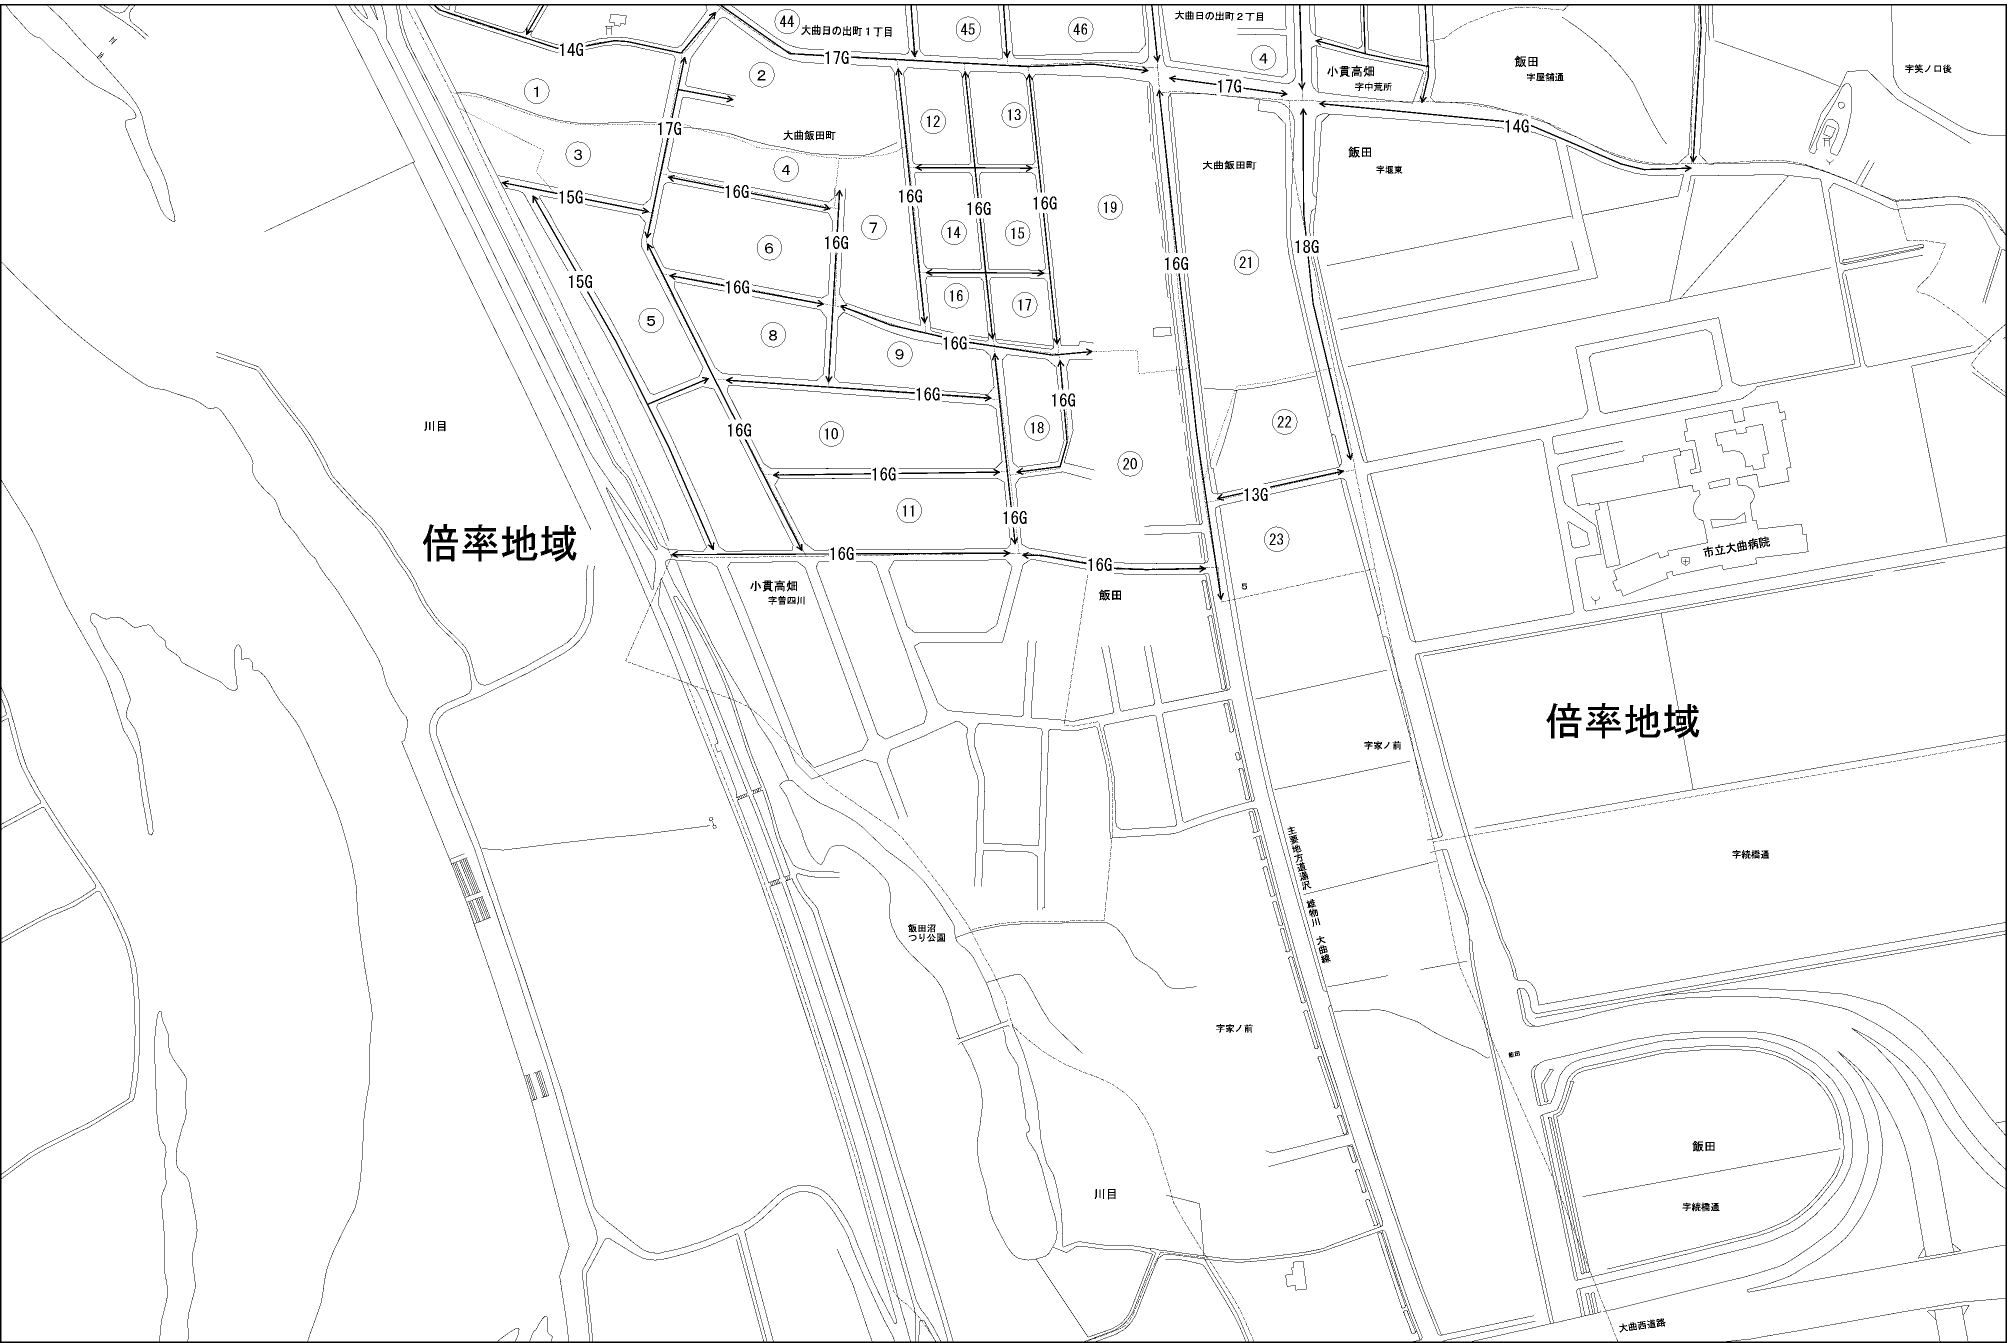 44
大曲日の出町１丁目
45
46
大曲日の出町２丁目
4
14G
17G
2
1
17G
小貫高畑
字中荒所
飯田
字屋舗通
字笑ノ口後
17G
大曲飯田町
12
13
14G
3
4
大曲飯田町
飯田
字堰東
15G
16G
16G
16G
16G
19
7
14
15
6
16G
18G
21
16G
15G
16G
16
17
5
8
9
16G
16G
16G
18
22
川目
16G
10
20
16G
13G
倍率地域
11
16G
23
市立大曲病院
16G
16G
小貫高畑
字曽四川
飯田
5
倍率地域
字家ノ前
主要地方道湯沢　雄物川　大曲線
字続橋通
飯田沼
つり公園
字家ノ前
飯田
飯田
川目
字続橋通
大曲西道路